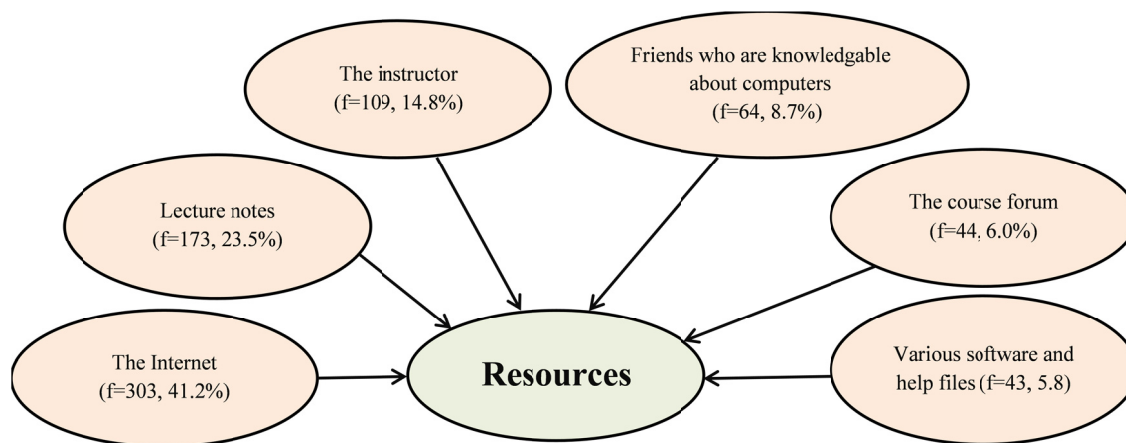 The instructor
(f=109, 14.8%)
Friends who are knowledgable
about computers
(f=64, 8.7%)
Lecture notes
(f=173, 23.5%)
The course forum
(f=44, 6.0%)
The Internet
(f=303, 41.2%)
Resources
Various software and
help files (f=43, 5.8)